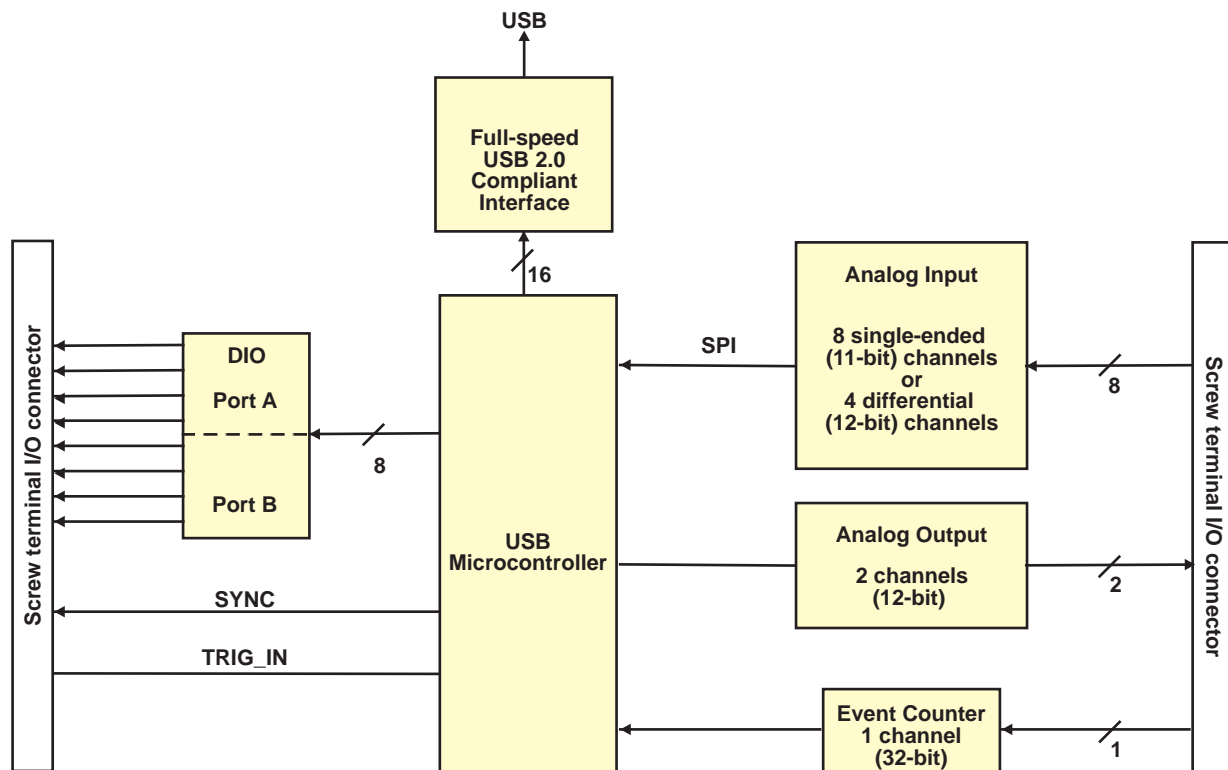 USB
Full-speed
USB 2.0
Compliant
Interface
16
Screw terminal I/O connector
DIO
Port A
Port B
8
SYNC
TRIG_IN
USB
Microcontroller
SPI
Analog Input
8 single-ended
(11-bit) channels
or
4 differential
(12-bit) channels
8
Analog Output
2 channels
(12-bit)
2
Event Counter
1 channel
(32-bit)
1
Screw terminal I/O connector